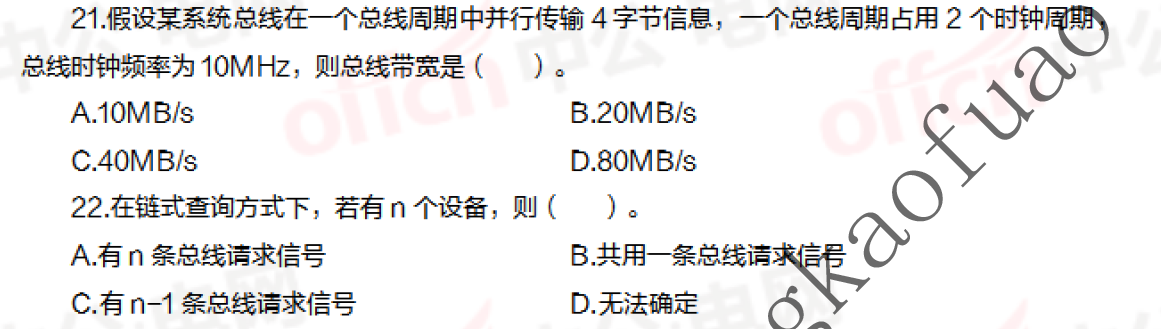 21.假设某系统总线在一个总线周期中并行传输 4 字节信息，一个总线周期占用 2 个时钟周期，
总线时钟频率为 10MHz，则总线带宽是（　　）。
A.10MB/s B.20MB/s
C.40MB/s D.80MB/s
22.在链式查询方式下，若有 n 个设备，则（　　）。
A.有 n 条总线请求信号 B.共用一条总线请求信号
C.有 n-1 条总线请求信号 D.无法确定
offcn
offcn
gkaofuao